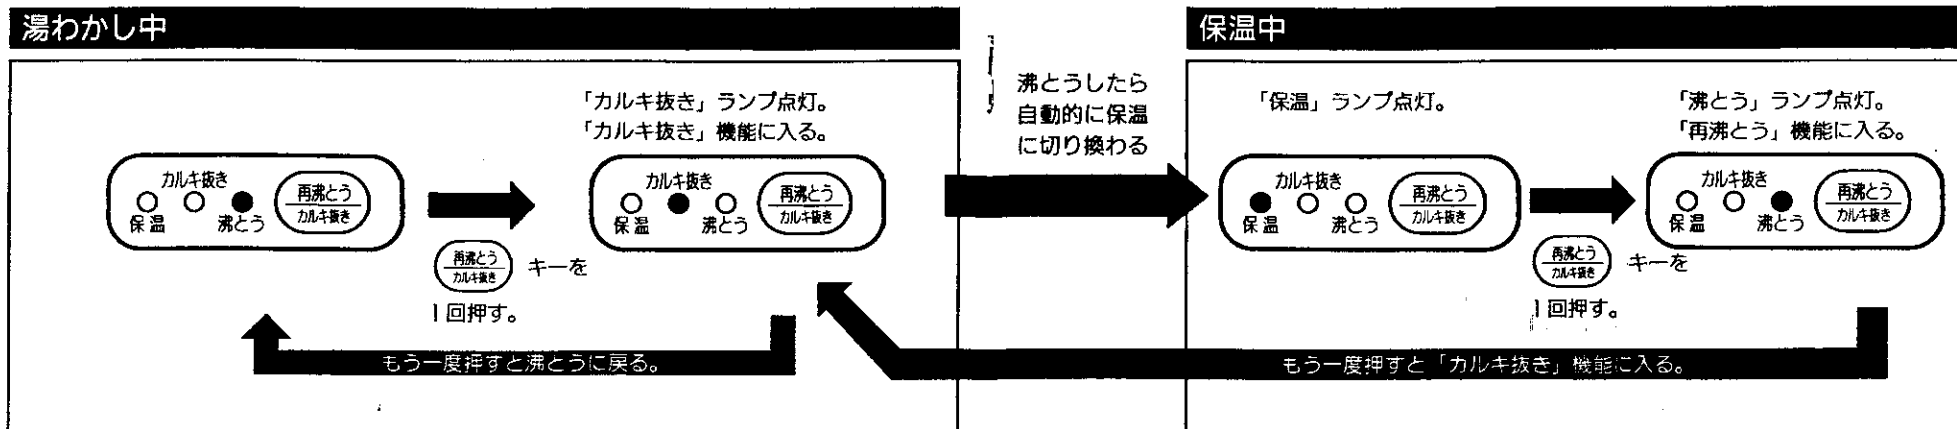 湯わかし中
「カルキ抜き」ランプ点灯。
「カルキ抜き」機能に入る。
カルキ抜き
保温
沸とう
再沸とう
カルキ抜き
再沸とう
カルキ抜き
キーを
1回押す。
カルキ抜き
保温
沸とう
再沸とう
カルキ抜き
もう一度押すと沸とうに戻る。
沸とうしたら
自動的に保温
に切り換わる
保温中
「保温」ランプ点灯。
カルキ抜き
保温
沸とう
再沸とう
カルキ抜き
再沸とう
カルキ抜き
キーを
1回押す。
「沸とう」ランプ点灯。
「再沸とう」機能に入る。
カルキ抜き
保温
沸とう
再沸とう
カルキ抜き
もう一度押すと「カルキ抜き」機能に入る。